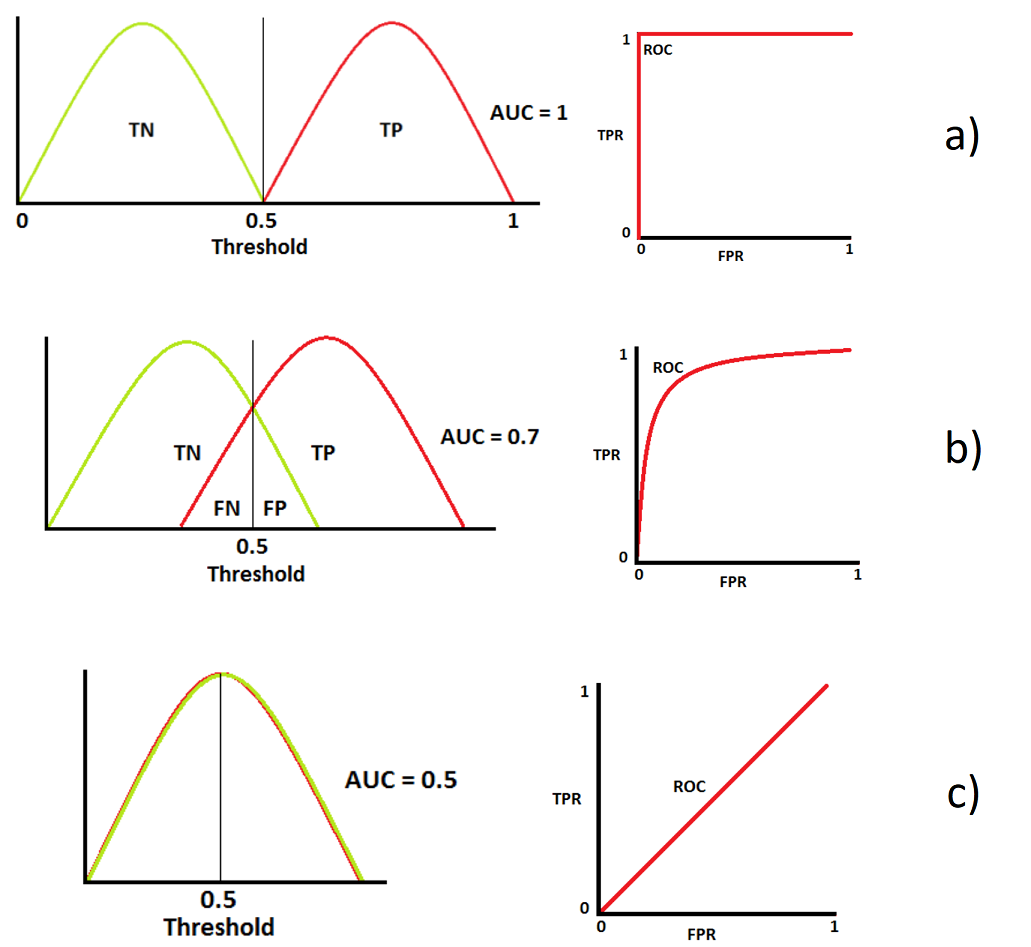 TN
TP
AUC = 1
0
0.5
1
Threshold
1
ROC
TPR
0
0
1
FPR
a)
TN
TP
FN
FP
AUC = 0.7
0.5
Threshold
1
ROC
TPR
0
0
1
FPR
b)
AUC = 0.5
0.5
Threshold
1
ROC
TPR
0
0
1
FPR
c)